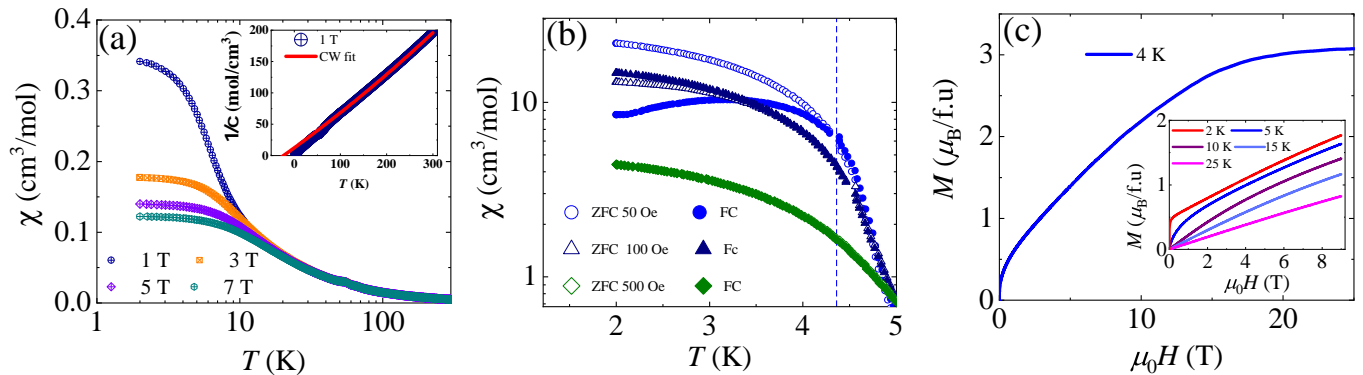 (a)
χ (cm³/mol)
0.4
0.3
0.2
0.1
0.0
1
10
100
T (K)
1 T
3 T
5 T
7 T
1/c (mol/cm³)
200
150
100
50
0
0
100
200
300
T (K)
1 T
CW fit
(b)
χ (cm³/mol)
10
1
2
3
4
5
T (K)
ZFC 50 Oe
FC
ZFC 100 Oe
Fc
ZFC 500 Oe
FC
(c)
M (μB/f.u)
3
2
1
0
0
10
20
μ0H (T)
4 K
M (μB/f.u)
2
1
0
0
2
4
6
8
μ0H (T)
2 K
5 K
10 K
15 K
25 K